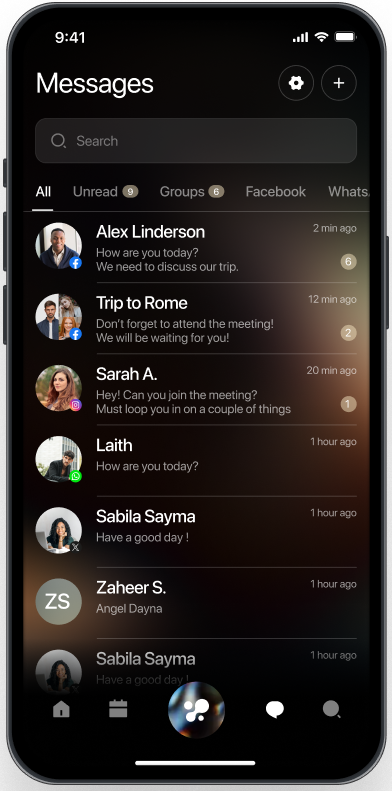 9:41
Messages
Search
All Unread 9 Groups 6 Facebook Whats
Alex Linderson 2 min ago
How are you today?
We need to discuss our trip. 6
Trip to Rome 12 min ago
Don't forget to attend the meeting!
We will be waiting for you! 2
Sarah A. 20 min ago
Hey! Can you join the meeting?
Must loop you in on a couple of things 1
Laith 1 hour ago
How are you today?
Sabila Sayma 1 hour ago
Have a good day !
ZS
Zaheer S. 1 hour ago
Angel Dayna
Sabila Sayma 1 hour ago
Have a good day !